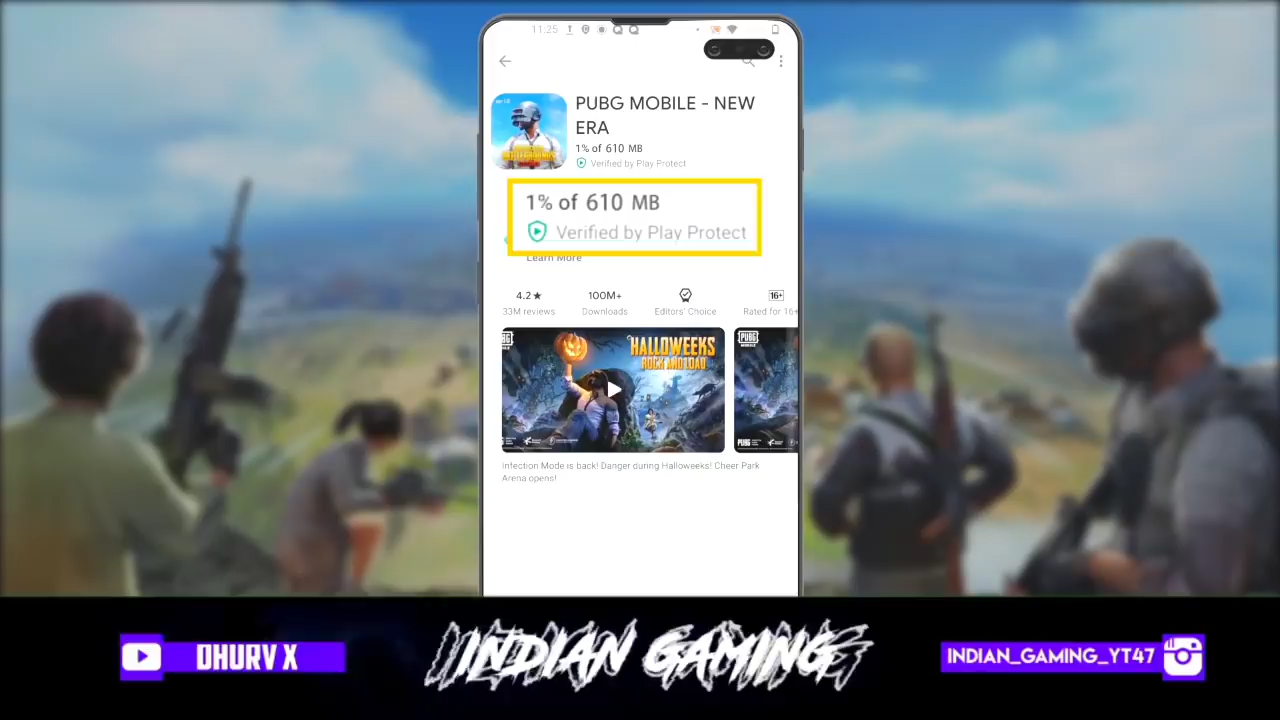 11:25
PUBG MOBILE - NEW
ERA
1% of 610 MB
Verified by Play Protect
1% of 610 MB
Verified by Play Protect
Learn More
4.2★ 100M+ 16+
33M reviews Downloads Editors' Choice Rated for 16+
HALLOWEEKS
ROCK AND LOAD
PUBG
Infection Mode is back! Danger during Halloweeks! Cheer Park
Arena opens!
DHURV X
INDIAN GAMING
INDIAN_GAMING_YT47